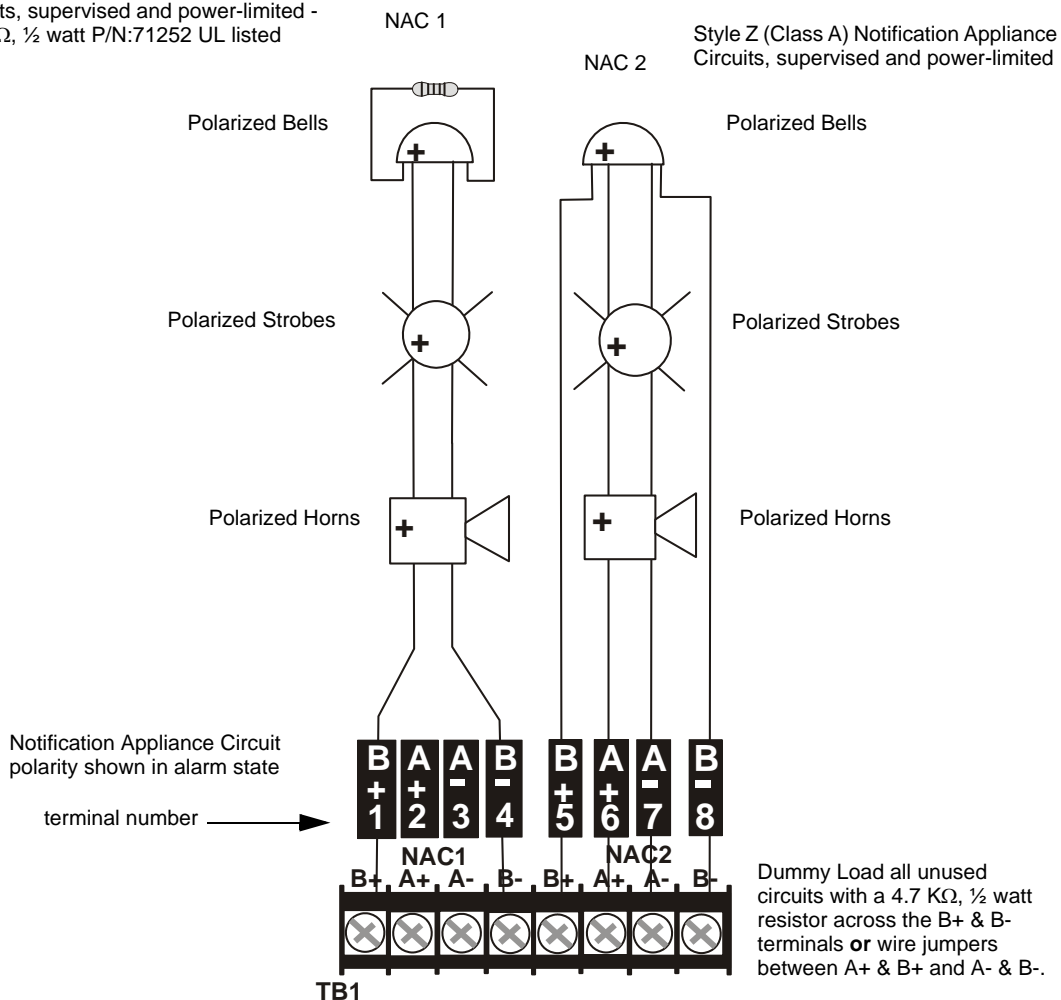 ts, supervised and power-limited -
Ω, ½ watt P/N:71252 UL listed
NAC 1
NAC 2
Style Z (Class A) Notification Appliance
Circuits, supervised and power-limited
Polarized Bells
+
+
Polarized Bells
Polarized Strobes
+
+
Polarized Strobes
Polarized Horns
+
+
Polarized Horns
Notification Appliance Circuit
polarity shown in alarm state
terminal number
B A A B B A A B
+ + - - + + - -
1 2 3 4 5 6 7 8
NAC1
NAC2
B+ A+ A- B- B+ A+ A- B-
TB1
Dummy Load all unused
circuits with a 4.7 KΩ, ½ watt
resistor across the B+ & B-
terminals or wire jumpers
between A+ & B+ and A- & B-.